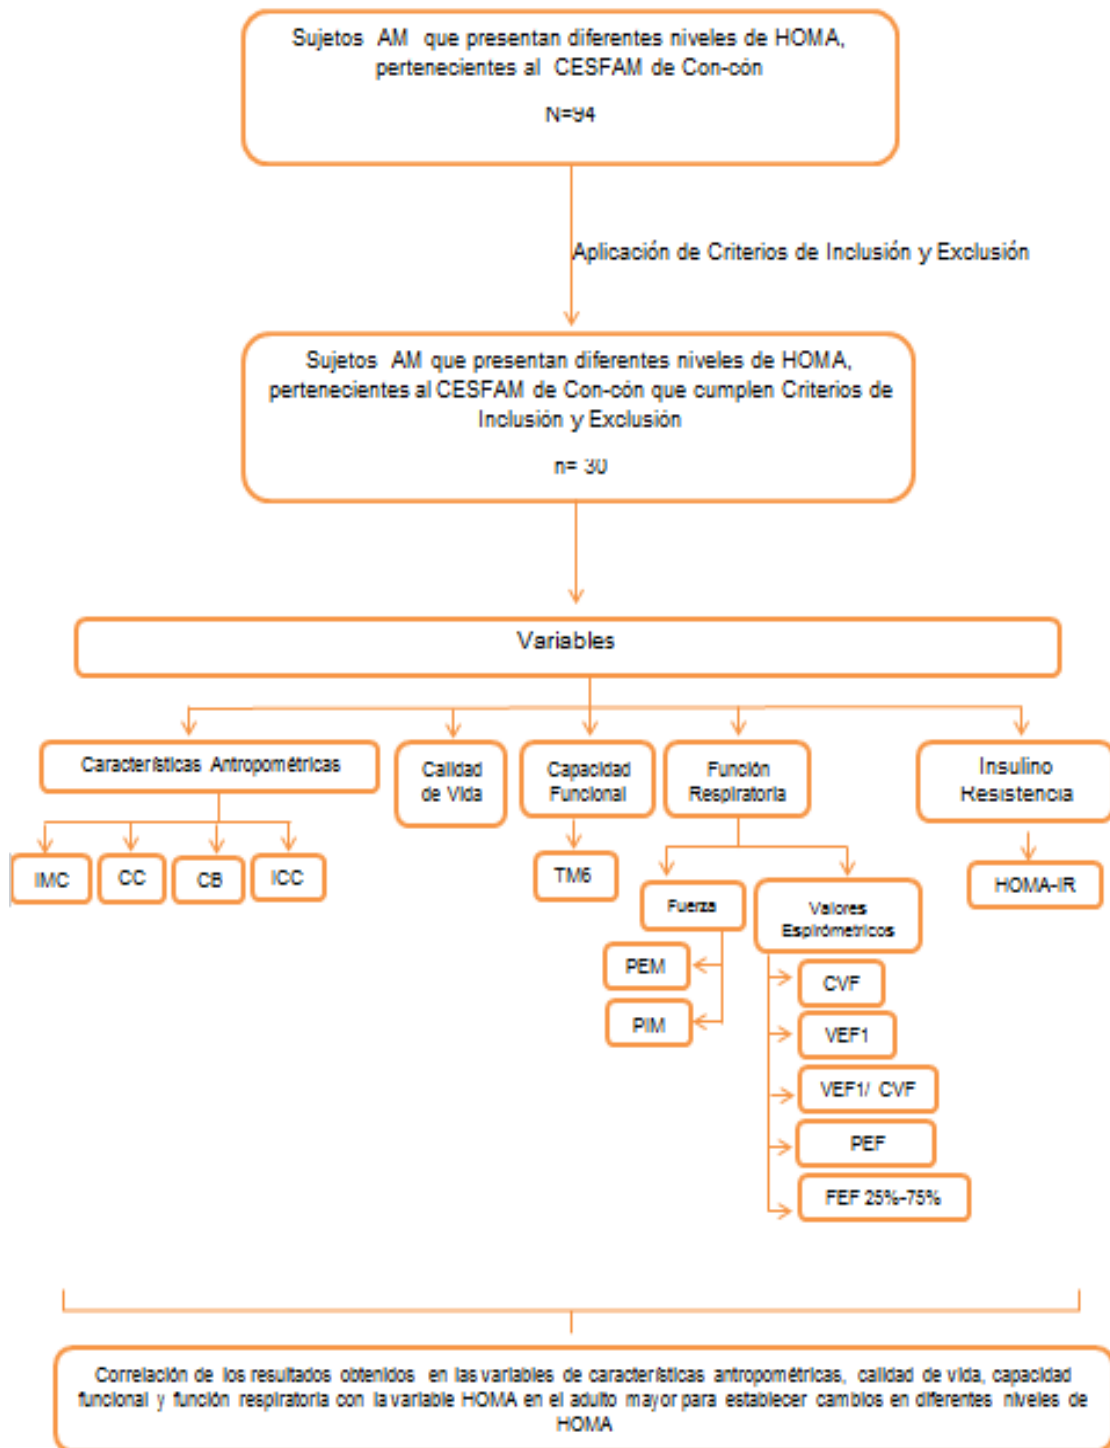 Sujetos AM que presentan diferentes niveles de HOMA,
pertenecientes al CESFAM de Con-cón
N=94
Aplicación de Criterios de Inclusión y Exclusión
Sujetos AM que presentan diferentes niveles de HOMA,
pertenecientes al CESFAM de Con-cón que cumplen Criterios de
Inclusión y Exclusión
n= 30
Variables
Características Antropométricas
Calidad
de Vida
Capacidad
Funcional
Función
Respiratoria
Insulino
Resistencia
IMC
CC
CB
ICC
TM6
HOMA-IR
Fuerza
Valores
Espirómetricos
PEM
PIM
CVF
VEF1
VEF1/ CVF
PEF
FEF 25%-75%
Correlación de los resultados obtenidos en las variables de características antropométricas, calidad de vida, capacidad
funcional y función respiratoria con la variable HOMA en el adulto mayor para establecer cambios en diferentes niveles de
HOMA